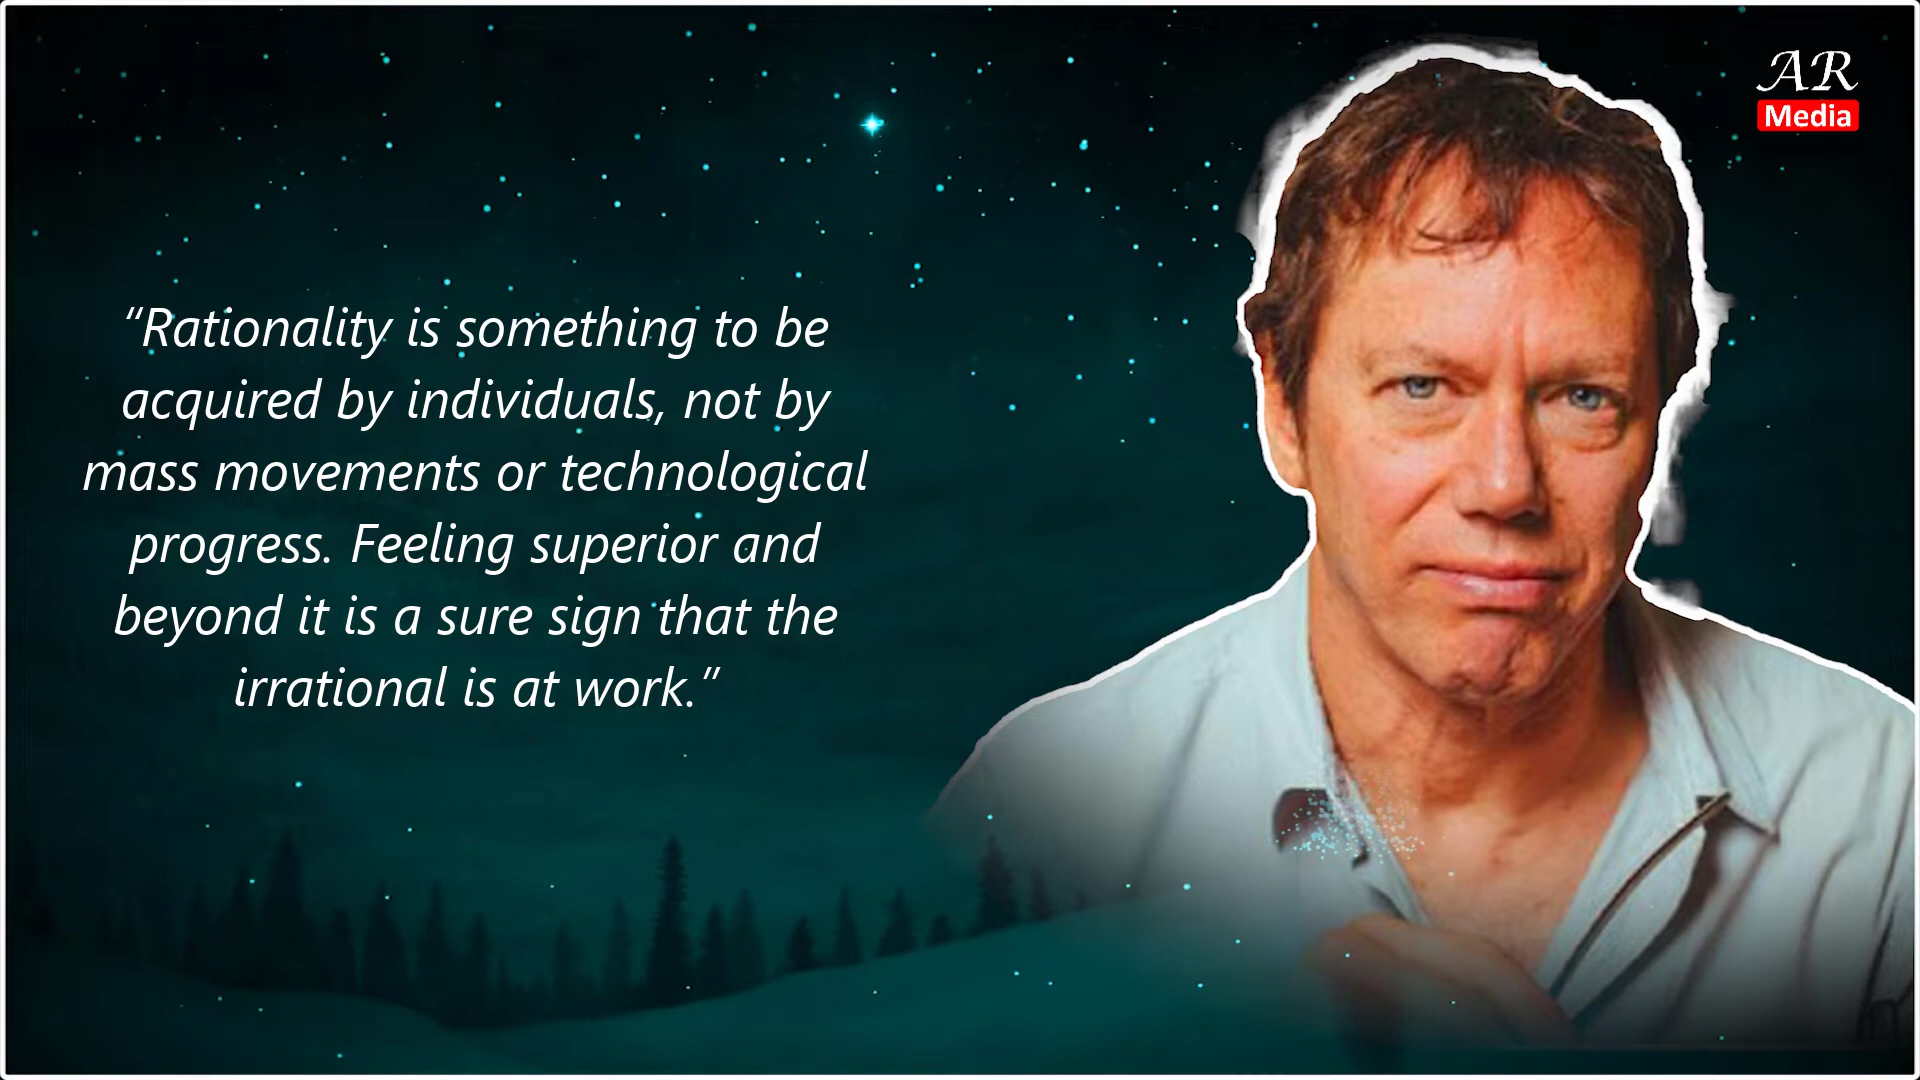 “Rationality is something to be
acquired by individuals, not by
mass movements or technological
progress. Feeling superior and
beyond it is a sure sign that the
irrational is at work.”
AR
Media